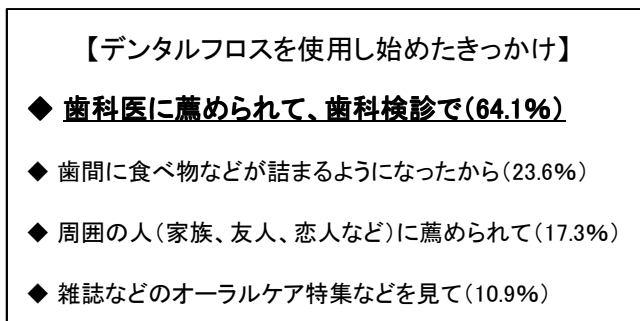 【デンタルフロスを使用し始めたきっかけ】
◆ 歯科医に薦められて、歯科検診で(64.1%)
◆ 歯間に食べ物などが詰まるようになったから(23.6%)
◆ 周囲の人(家族、友人、恋人など)に薦められて(17.3%)
◆ 雑誌などのオーラルケア特集などを見て(10.9%)